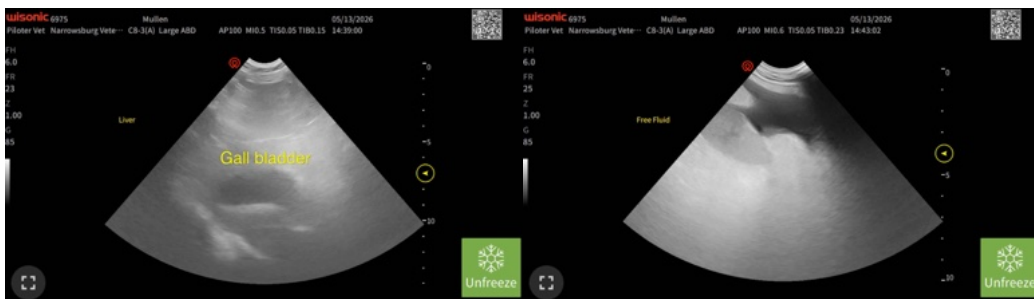 wisonic 6975 Mullen 05/13/2026
Piloter Vet Narrowsburg Vete··· C8-3(A) Large ABD AP100 MI0.5 TIS0.05 TIB0.15 14:39:00
FH
6.0
FR
23
Z
1.00
G
85
Liver
Gall bladder
0
5
10
Unfreeze
wisonic 6975 Mullen 05/13/2026
Piloter Vet Narrowsburg Vete··· C8-3(A) Large ABD AP100 MI0.6 TIS0.05 TIB0.23 14:43:02
FH
6.0
FR
25
Z
1.00
G
85
Free Fluid
0
5
10
Unfreeze